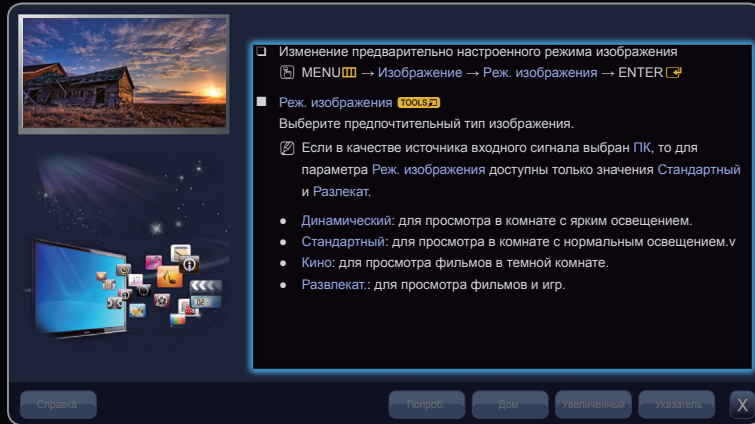 ❑ Изменение предварительно настроенного режима изображения
MENU → Изображение → Реж. изображения → ENTER
■ Реж. изображения TOOLS
Выберите предпочтительный тип изображения.
Если в качестве источника входного сигнала выбран ПК, то для
параметра Реж. изображения доступны только значения Стандартный
и Разлекат.
● Динамический: для просмотра в комнате с ярким освещением.
● Стандартный: для просмотра в комнате с нормальным освещением.v
● Кино: для просмотра фильмов в темной комнате.
● Развлекат.: для просмотра фильмов и игр.
Справка
Попроб.
Дом
Увеличенный
Указатель
X